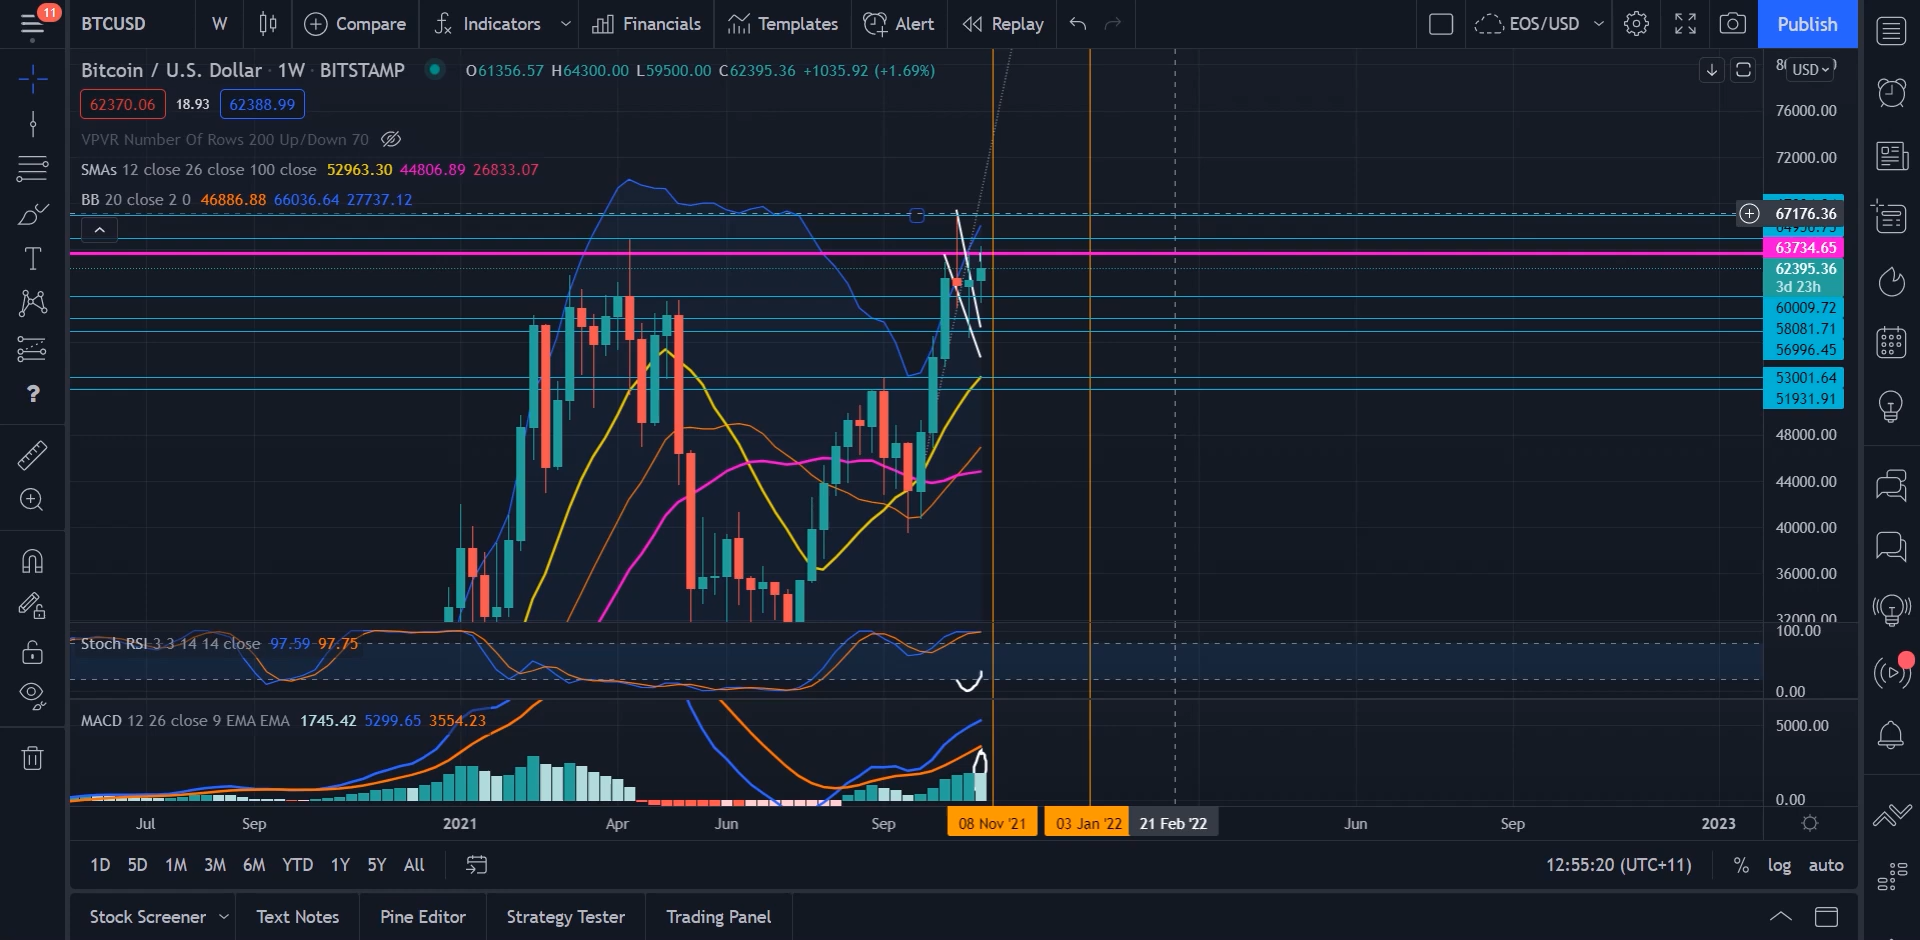 11
BTCUSD W Compare Indicators Financials Templates Alert Replay EOS/USD Publish
Bitcoin / U.S. Dollar · 1W · BITSTAMP O61356.57 H64300.00 L59500.00 C62395.36 +1035.92 (+1.69%)
USD
62370.06 18.93 62388.99
VPVR Number Of Rows 200 Up/Down 70
SMAs 12 close 26 close 100 close 52963.30 44806.89 26833.07
BB 20 close 2 0 46886.88 66036.64 27737.12
76000.00
72000.00
67176.36
63734.65
62395.36
3d 23h
60009.72
58081.71
56996.45
53001.64
51931.91
48000.00
44000.00
40000.00
36000.00
32000.00
Stoch RSI 3 3 14 14 close 97.59 97.75
100.00
0.00
MACD 12 26 close 9 EMA EMA 1745.42 5299.65 3554.23
5000.00
0.00
Jul Sep 2021 Apr Jun Sep 08 Nov '21 03 Jan '22 21 Feb '22 Jun Sep 2023
1D 5D 1M 3M 6M YTD 1Y 5Y All 12:55:20 (UTC+11) % log auto
Stock Screener Text Notes Pine Editor Strategy Tester Trading Panel